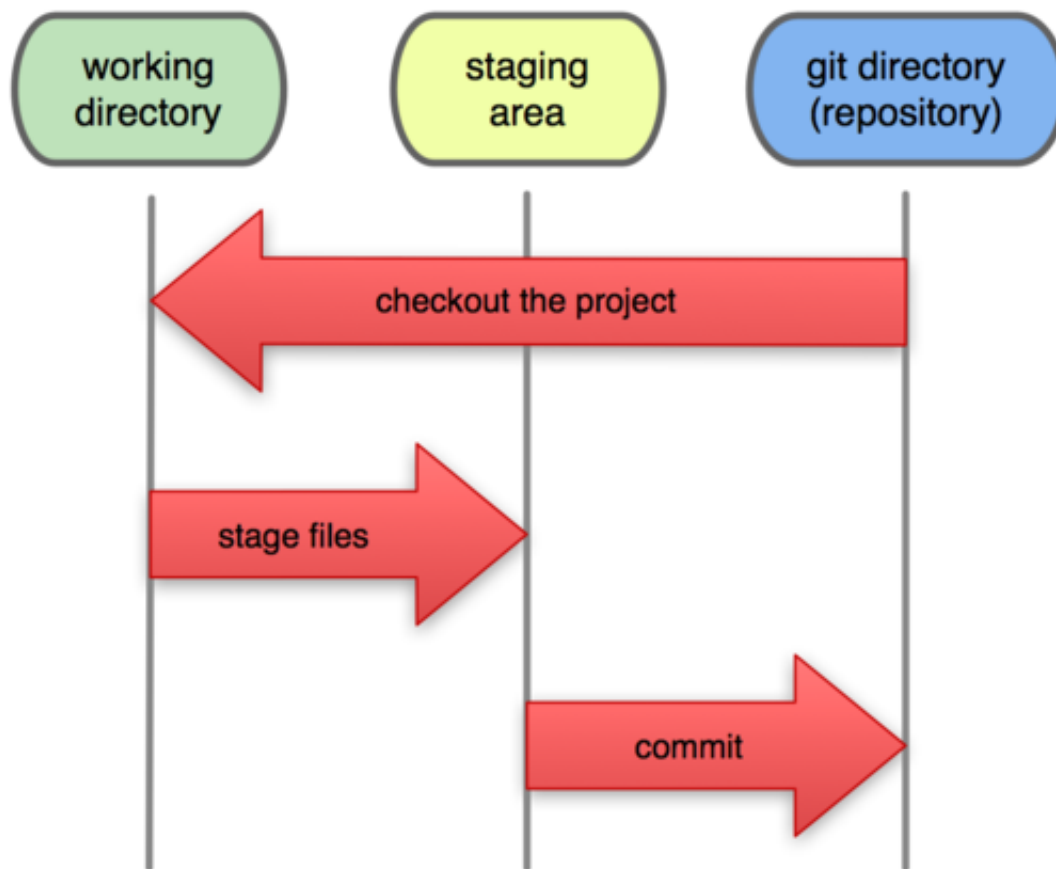 working
directory
staging
area
git directory
(repository)
checkout the project
stage files
commit